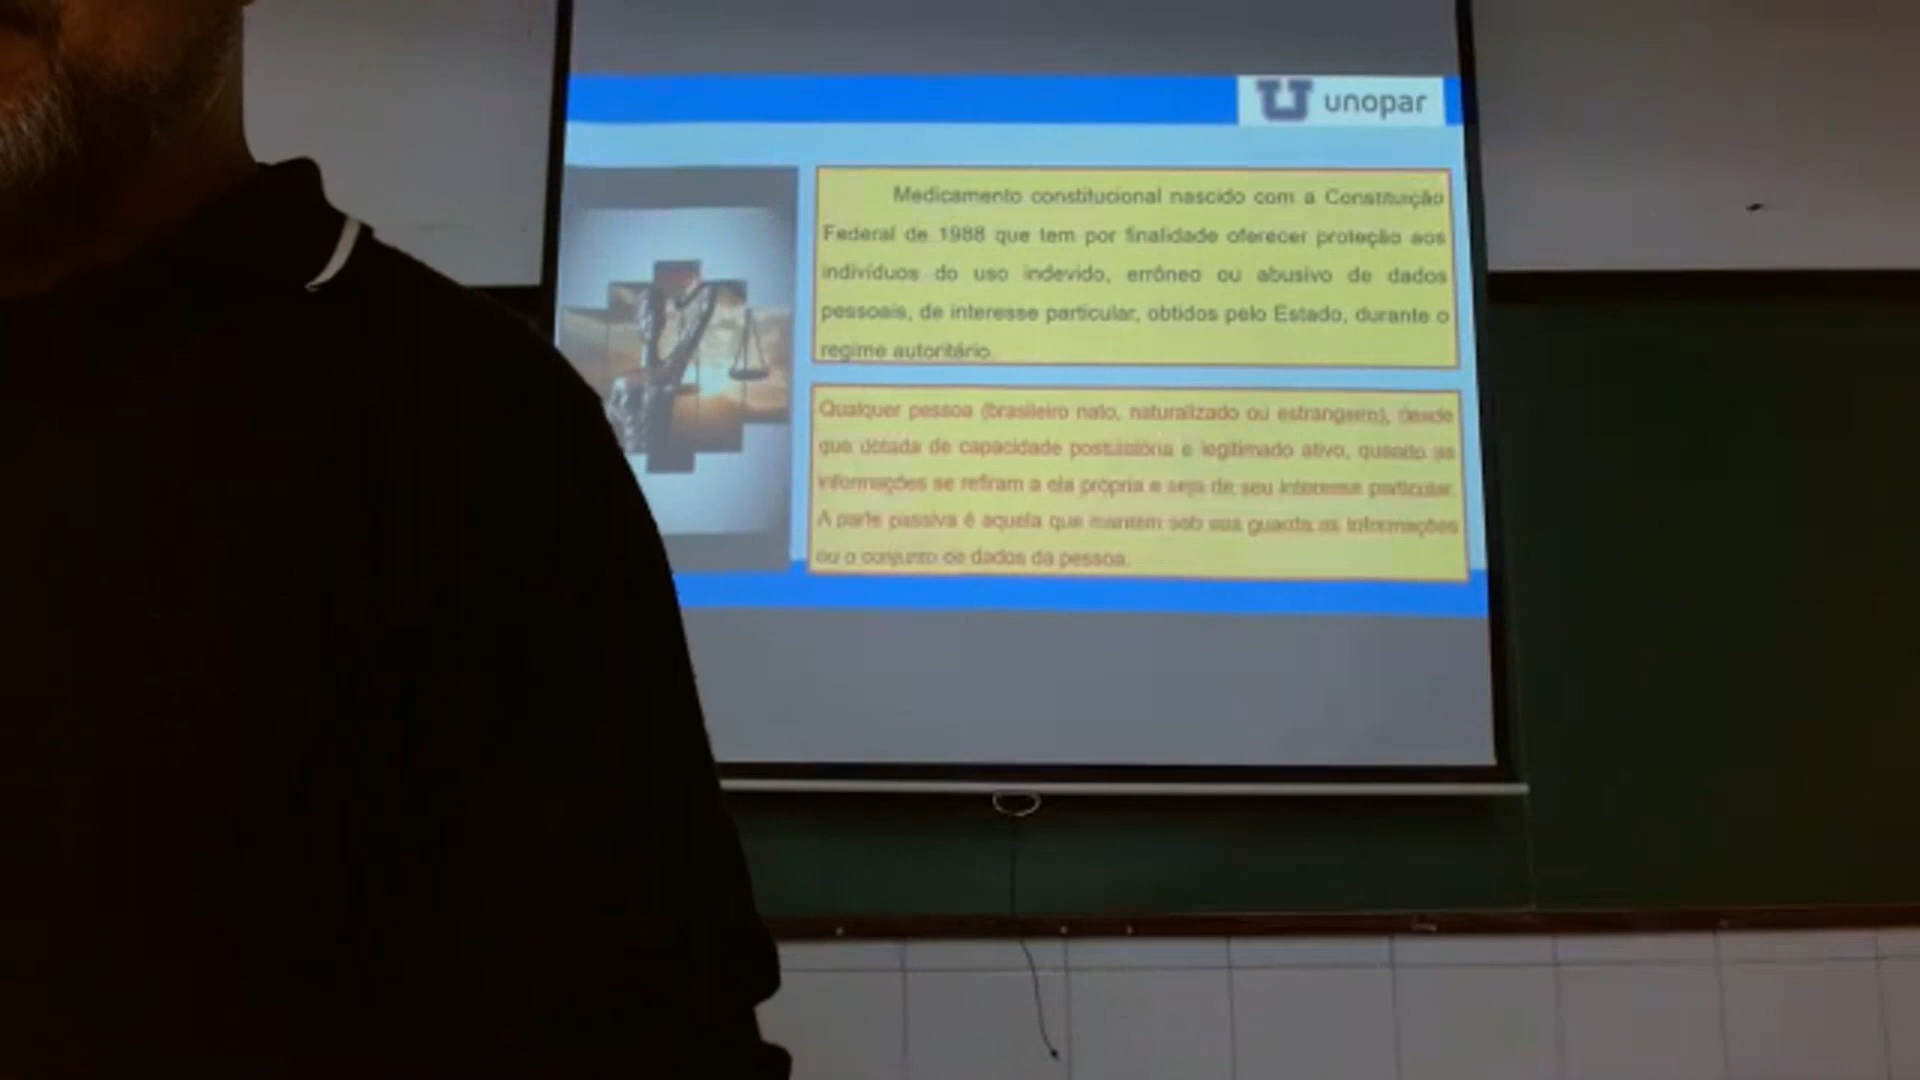 unopar
Medicamento constitucional nascido com a Constituição
Federal de 1988 que tem por finalidade oferecer proteção aos
indivíduos do uso indevido, errôneo ou abusivo de dados
pessoais, de interesse particular, obtidos pelo Estado, durante o
regime autoritário.
Qualquer pessoa (brasileiro nato, naturalizado ou estrangeiro), desde
que dotada de capacidade postulatória e legitimado ativo, quando as
informações se refiram a ela própria e seja de seu interesse particular.
A parte passiva é aquela que mantém sob sua guarda as informações
ou o conjunto de dados da pessoa.